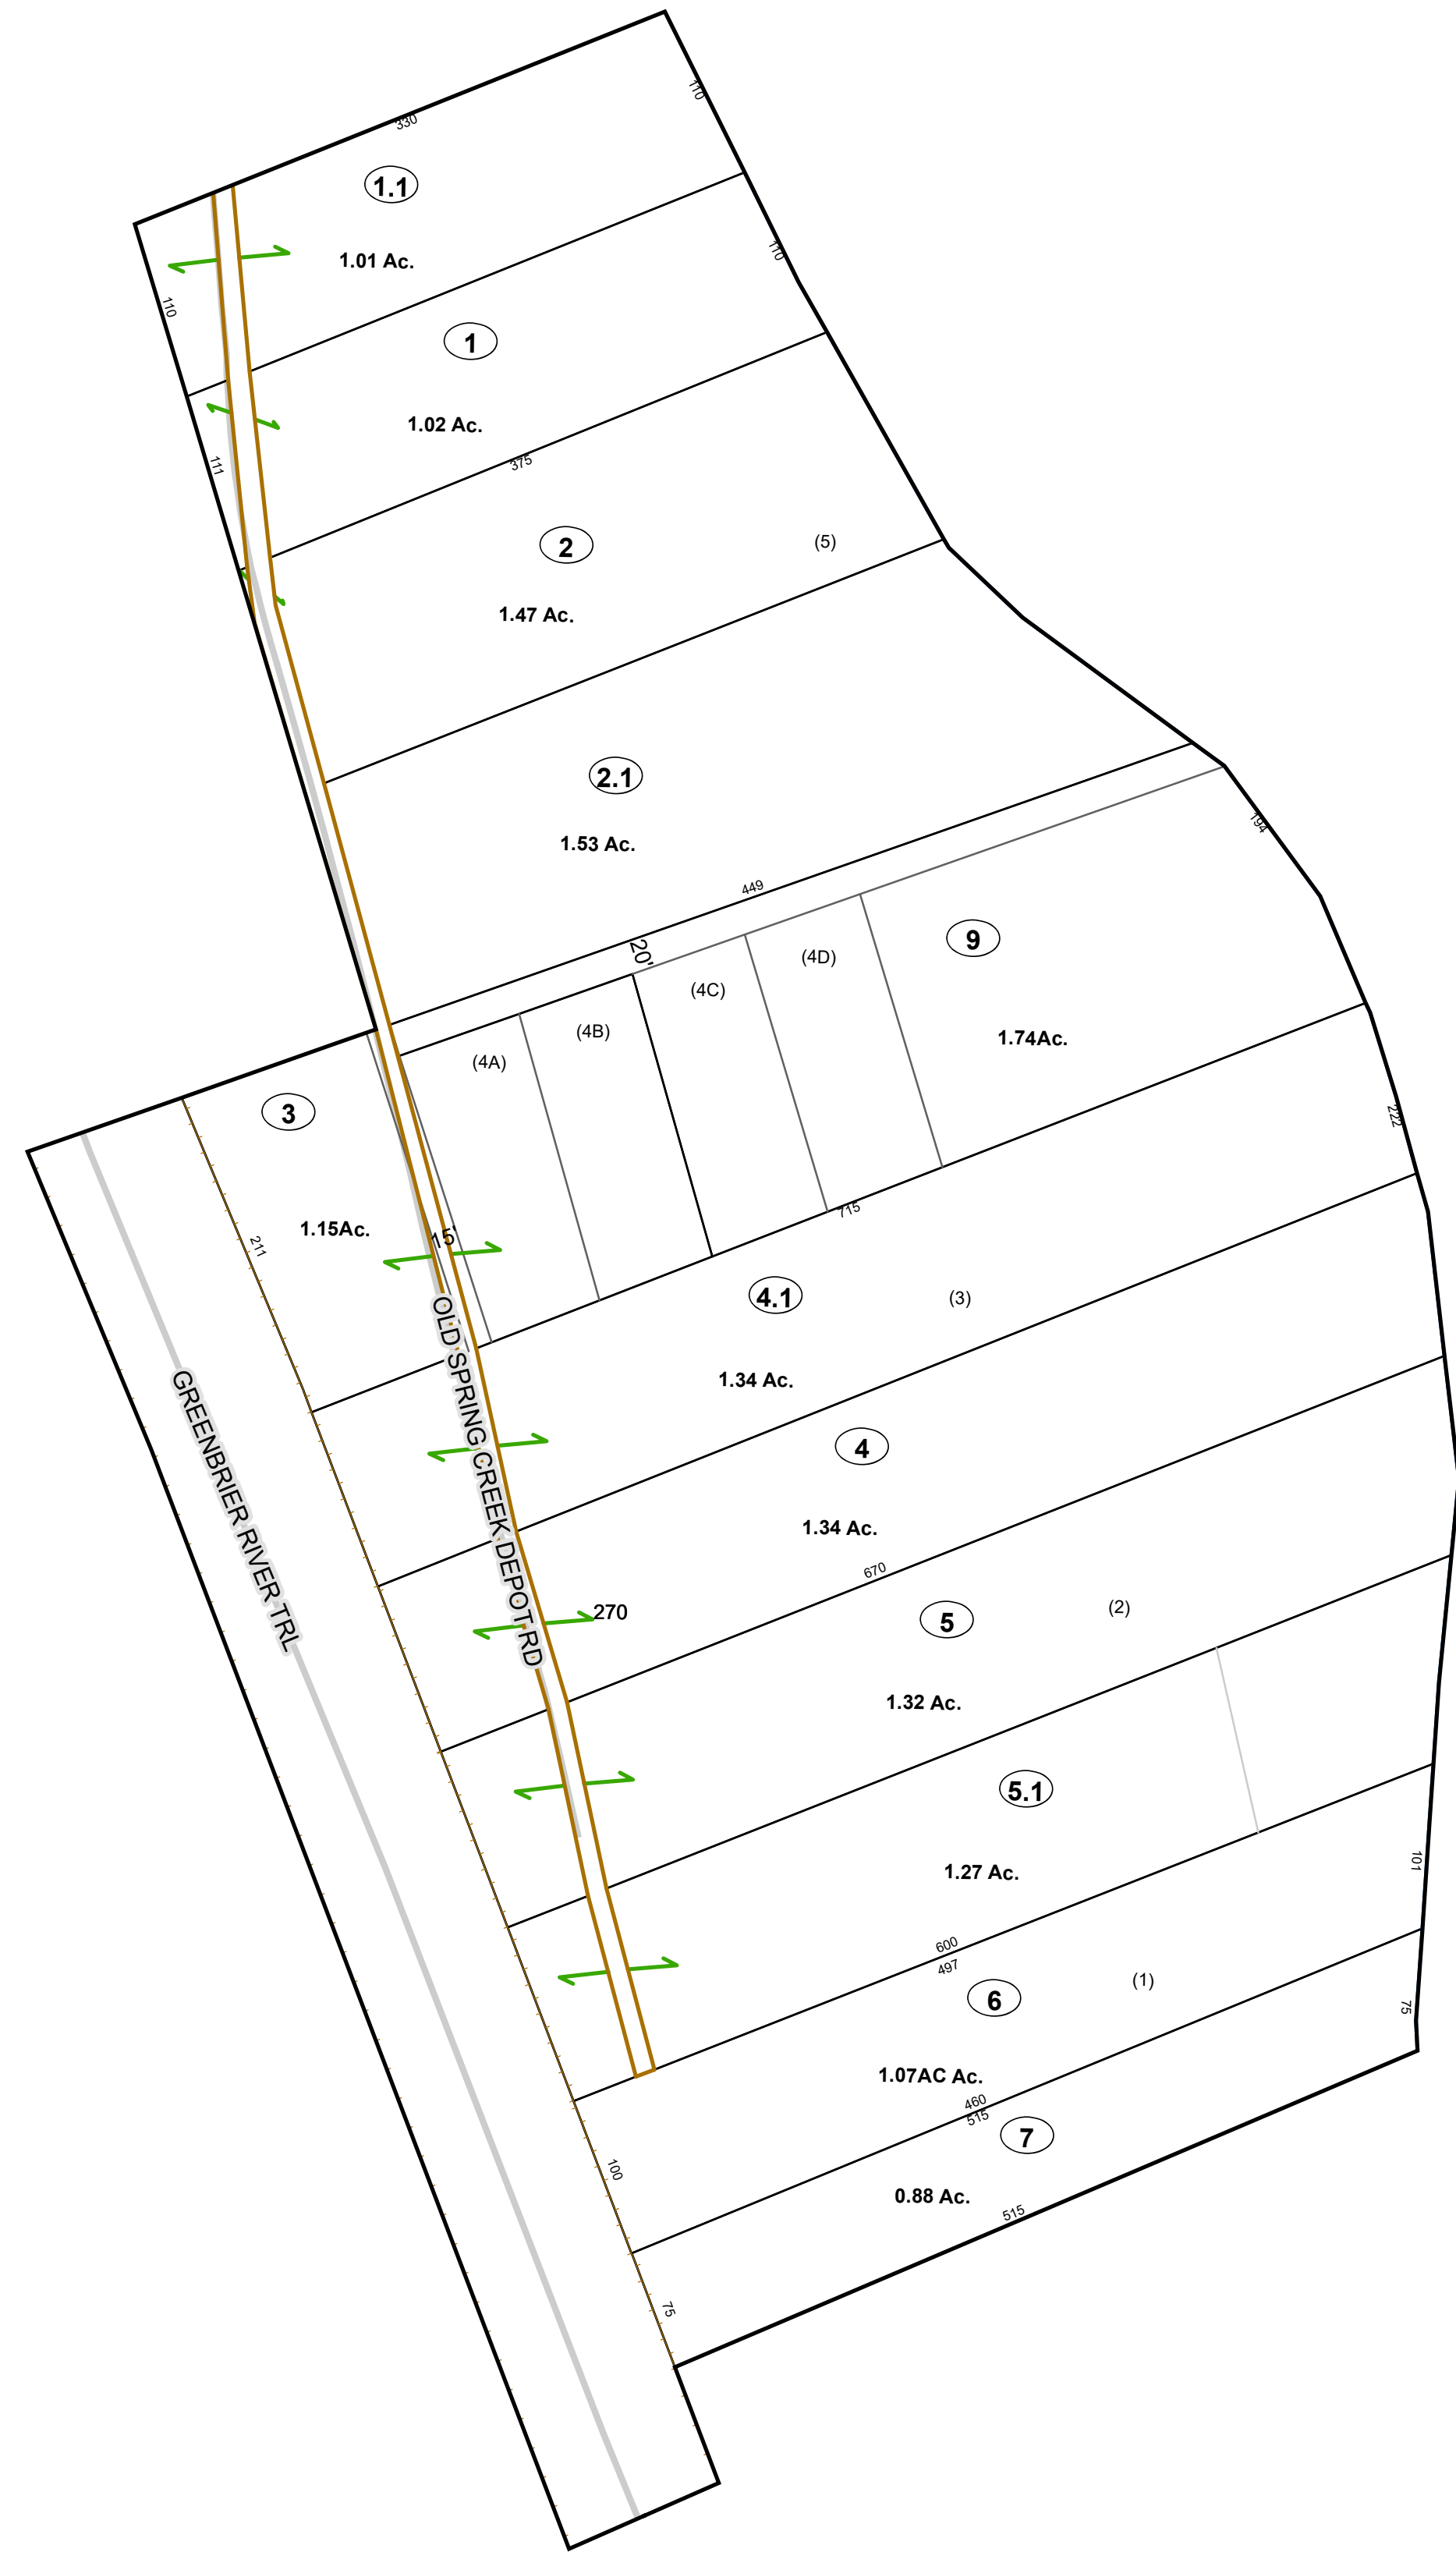 110
330
1.1
1.01 Ac.
110
110
1
1.02 Ac.
111
375
2
(5)
1.47 Ac.
2.1
194
1.53 Ac.
449
9
20'
(4D)
(4C)
(4B)
1.74Ac.
(4A)
3
222
715
1.15Ac.
15'
211
4.1
(3)
1.34 Ac.
OLD SPRING CREEK DEPOT RD
GREENBRIER RIVER TRL
4
1.34 Ac.
670
270
5
(2)
1.32 Ac.
5.1
101
1.27 Ac.
600
497
(1)
6
75
1.07AC Ac.
460
515
7
100
0.88 Ac.
515
75